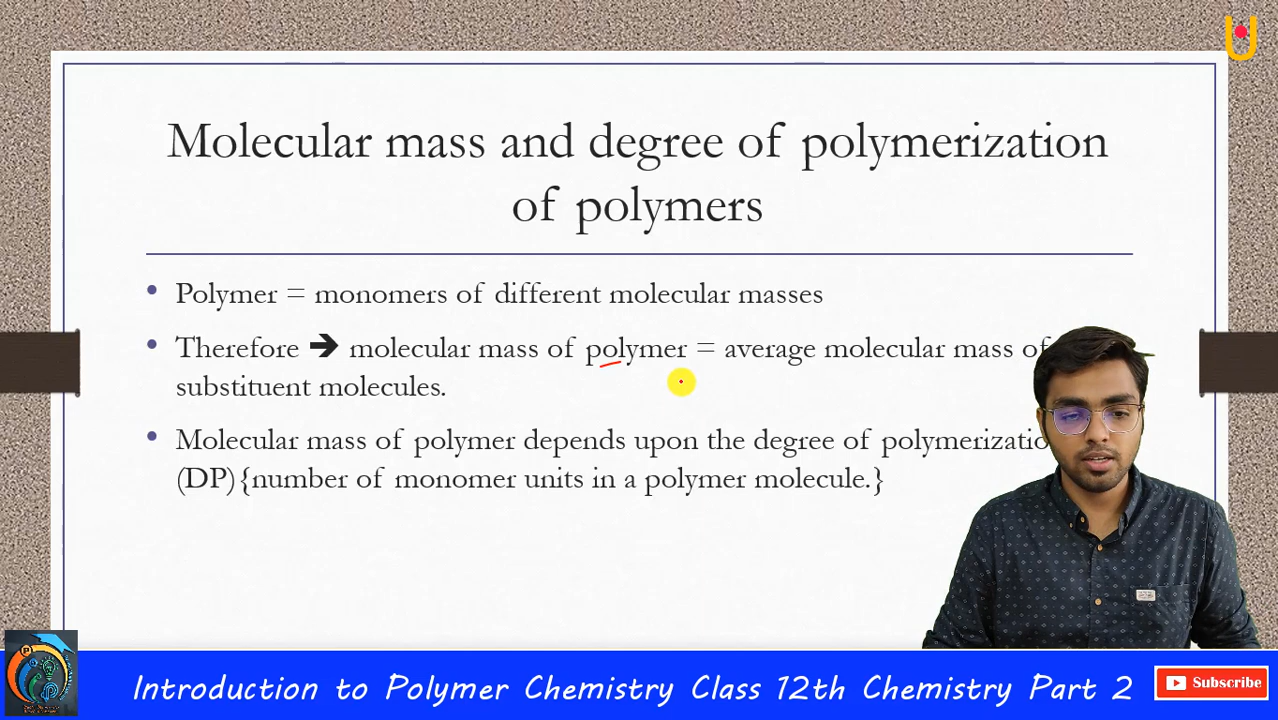 Molecular mass and degree of polymerization
of polymers
• Polymer = monomers of different molecular masses
• Therefore ➔ molecular mass of polymer = average molecular mass of
substituent molecules.
• Molecular mass of polymer depends upon the degree of
(DP){number of monomer units in a polymer molecule.}
Introduction to Polymer Chemistry Class 12th Chemistry Part 2
Subscribe